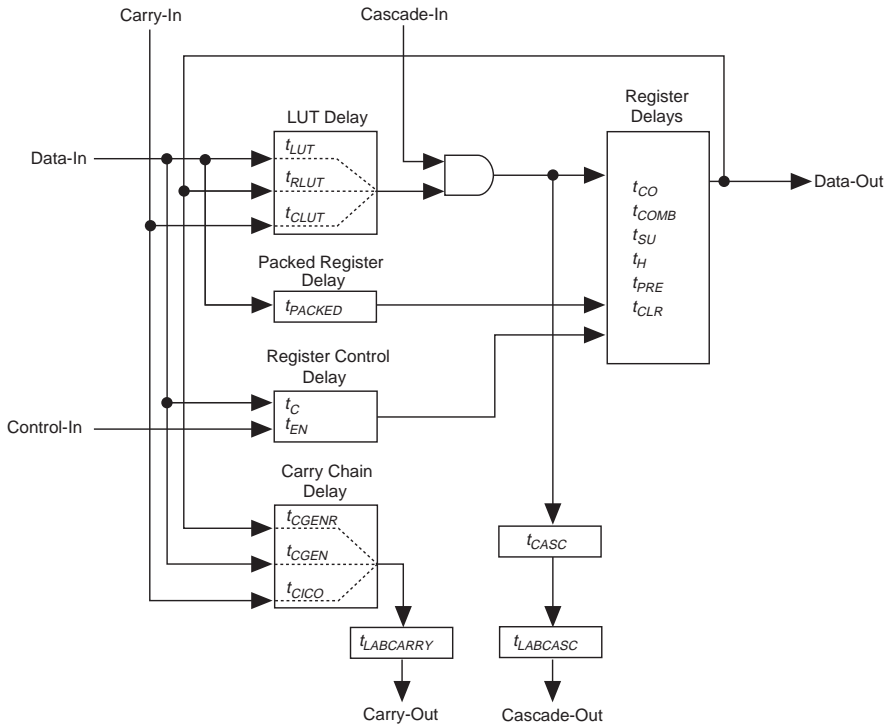 Carry-In
Cascade-In
LUT Delay
Register
Delays
Data-In
tLUT
tRLUT
tCLUT
tCO
tCOMB
tSU
tH
tPRE
tCLR
Data-Out
Packed Register
Delay
tPACKED
Register Control
Delay
tC
tEN
Control-In
Carry Chain
Delay
tCGENR
tCGEN
tCICO
tCASC
tLABCARRY
tLABCASC
Carry-Out
Cascade-Out